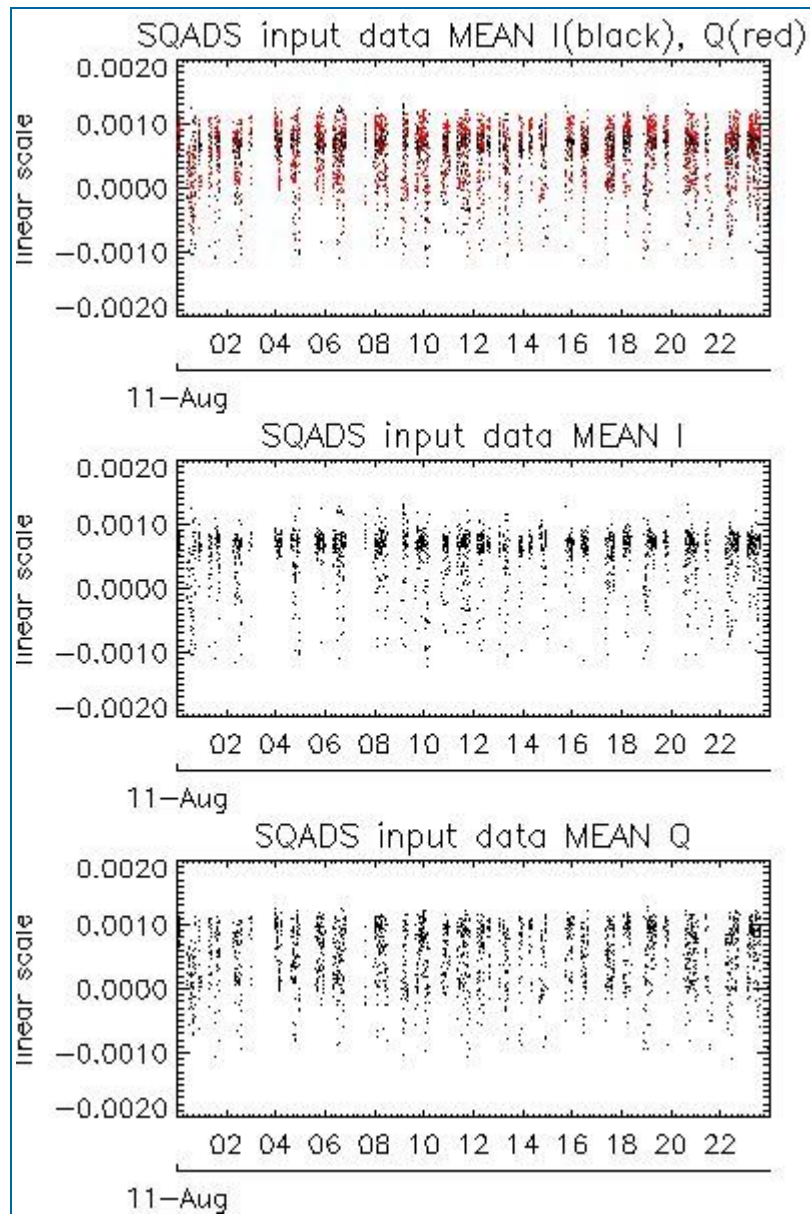 SQADS input data MEAN I(black), Q(red)
0.0020
0.0010
0.0000
−0.0010
−0.0020
linear scale
02 04 06 08 10 12 14 16 18 20 22
11−Aug
SQADS input data MEAN I
0.0020
0.0010
0.0000
−0.0010
−0.0020
linear scale
02 04 06 08 10 12 14 16 18 20 22
11−Aug
SQADS input data MEAN Q
0.0020
0.0010
0.0000
−0.0010
−0.0020
linear scale
02 04 06 08 10 12 14 16 18 20 22
11−Aug